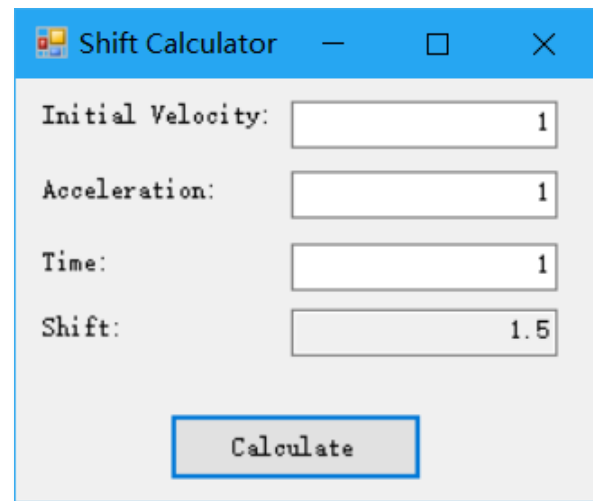 Shift Calculator
Initial Velocity: 1
Acceleration: 1
Time: 1
Shift: 1.5
Calculate